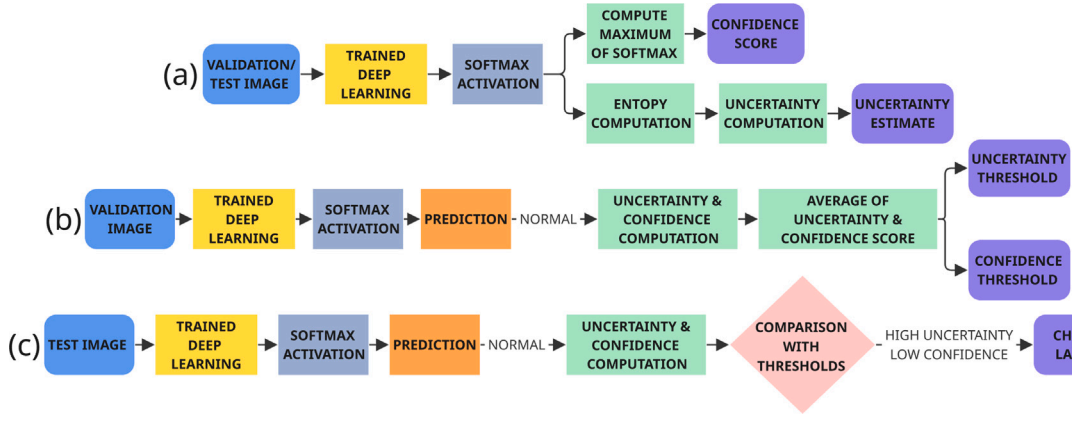 COMPUTE
MAXIMUM
OF SOFTMAX
CONFIDENCE
SCORE
(a)
VALIDATION/
TEST IMAGE
TRAINED
DEEP
LEARNING
SOFTMAX
ACTIVATION
ENTOPY
COMPUTATION
UNCERTAINTY
COMPUTATION
UNCERTAINTY
ESTIMATE
(b)
VALIDATION
IMAGE
TRAINED
DEEP
LEARNING
SOFTMAX
ACTIVATION
PREDICTION
NORMAL
UNCERTAINTY &
CONFIDENCE
COMPUTATION
AVERAGE OF
UNCERTAINTY &
CONFIDENCE SCORE
UNCERTAINTY
THRESHOLD
CONFIDENCE
THRESHOLD
(c)
TEST IMAGE
TRAINED
DEEP
LEARNING
SOFTMAX
ACTIVATION
PREDICTION
NORMAL
UNCERTAINTY &
CONFIDENCE
COMPUTATION
COMPARISON
WITH
THRESHOLDS
HIGH UNCERTAINTY
LOW CONFIDENCE